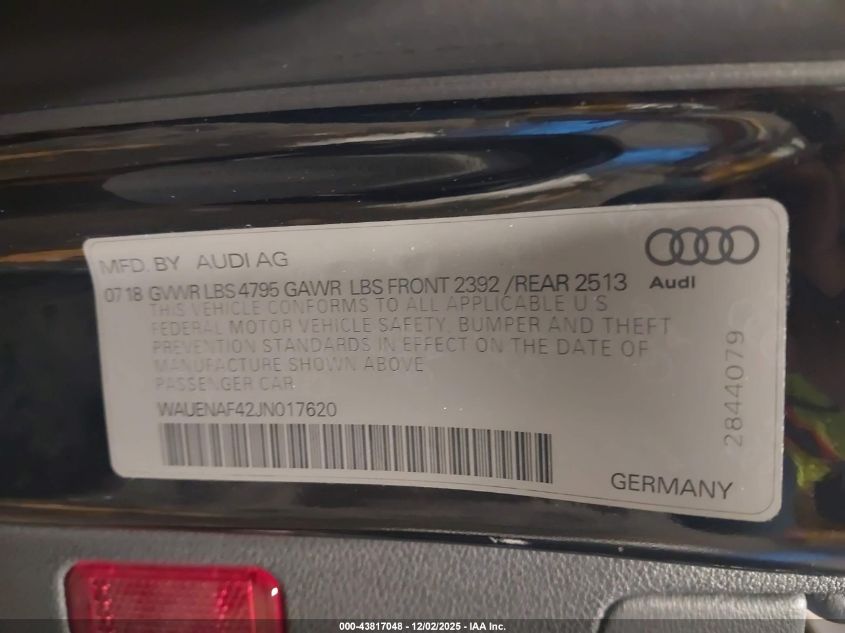 MFD. BY AUDI AG
07 18 GVWR LBS 4795 GAWR LBS FRONT 2392 /REAR 2513
THIS VEHICLE CONFORMS TO ALL APPLICABLE U S
FEDERAL MOTOR VEHICLE SAFETY, BUMPER AND THEFT
PREVENTION STANDARDS IN EFFECT ON THE DATE OF
MANUFACTURE SHOWN ABOVE
PASSENGER CAR
WAUENAF42JN017620
Audi
2844079
GERMANY
000-43817048 - 12/02/2025 - IAA Inc.